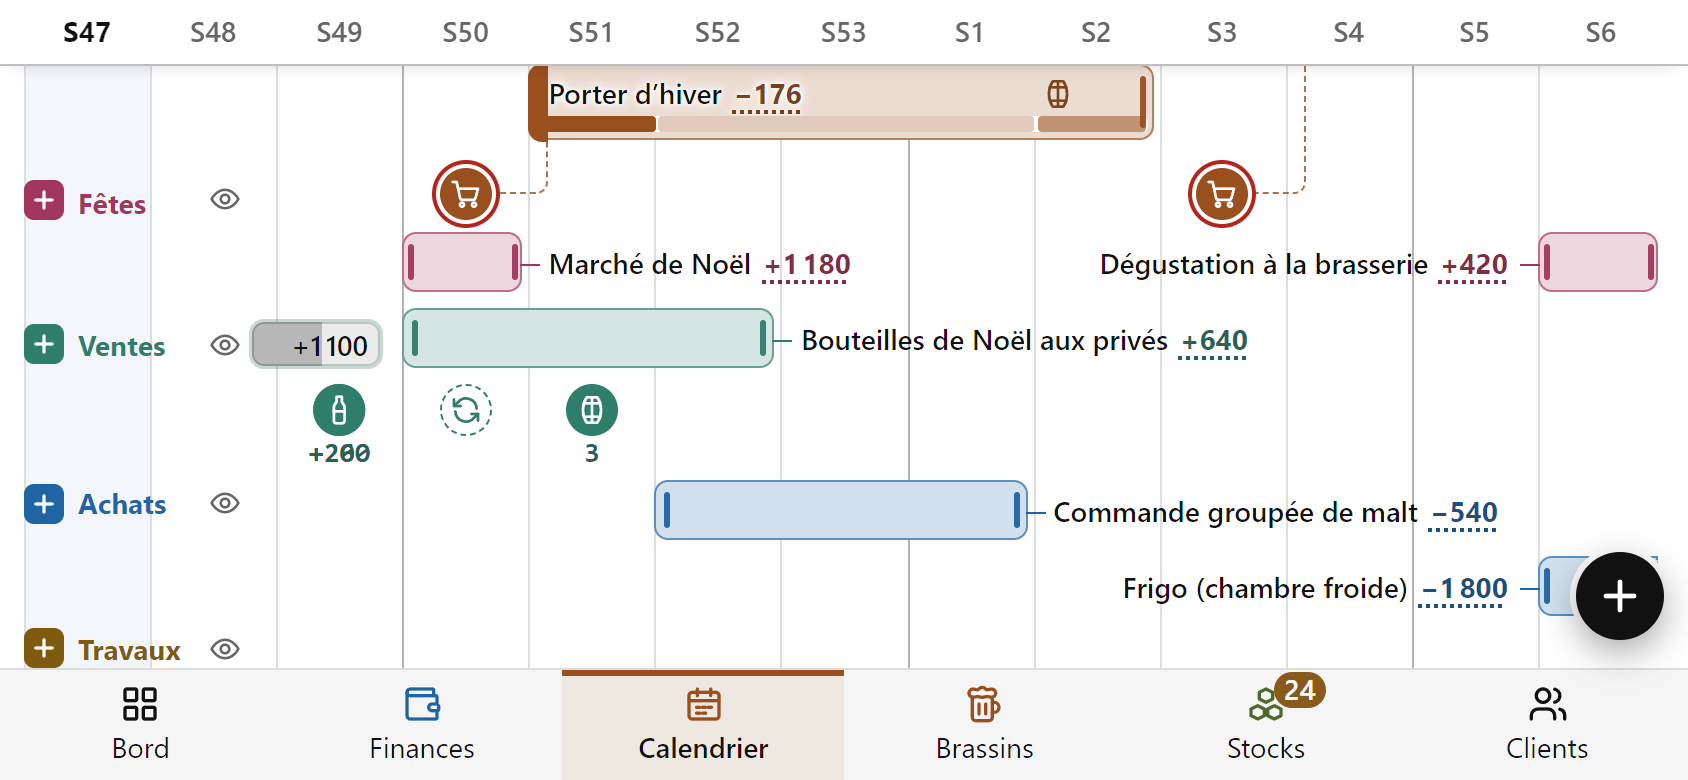 S47 S48 S49 S50 S51 S52 S53 S1 S2 S3 S4 S5 S6
Porter d’hiver −176
Fêtes
Marché de Noël +1 180
Dégustation à la brasserie +420
Ventes
+1 100
Bouteilles de Noël aux privés +640
3
Achats
Commande groupée de malt −540
Frigo (chambre froide) −1 800
Travaux
24
Bord Finances Calendrier Brassins Stocks Clients